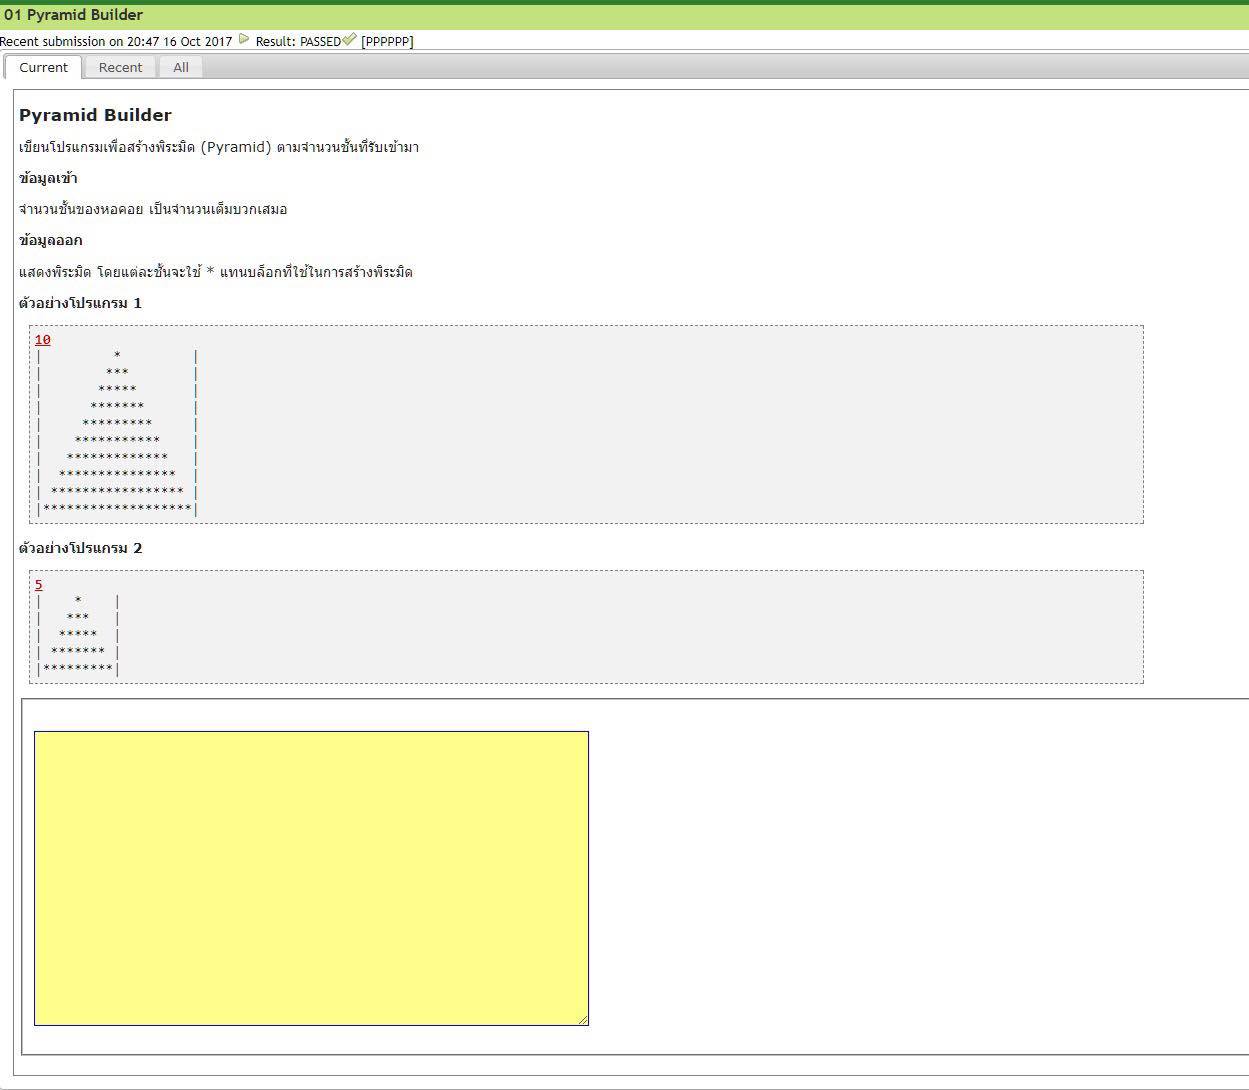 01 Pyramid Builder
Recent submission on 20:47 16 Oct 2017 Result: PASSED [PPPPPP]
Current Recent All
Pyramid Builder
เขียนโปรแกรมเพื่อสร้างพิระมิด (Pyramid) ตามจำนวนชั้นที่รับเข้ามา
ข้อมูลเข้า
จำนวนชั้นของหอคอย เป็นจำนวนเต็มบวกเสมอ
ข้อมูลออก
แสดงพิระมิด โดยแต่ละชั้นจะใช้ * แทนบล็อกที่ใช้ในการสร้างพิระมิด
ตัวอย่างโปรแกรม 1
10
|         *         |
|        ***        |
|       *****       |
|      *******      |
|     *********     |
|    ***********    |
|   *************   |
|  ***************  |
| ***************** |
|*******************|
ตัวอย่างโปรแกรม 2
5
|    *    |
|   ***   |
|  *****  |
| ******* |
|*********|